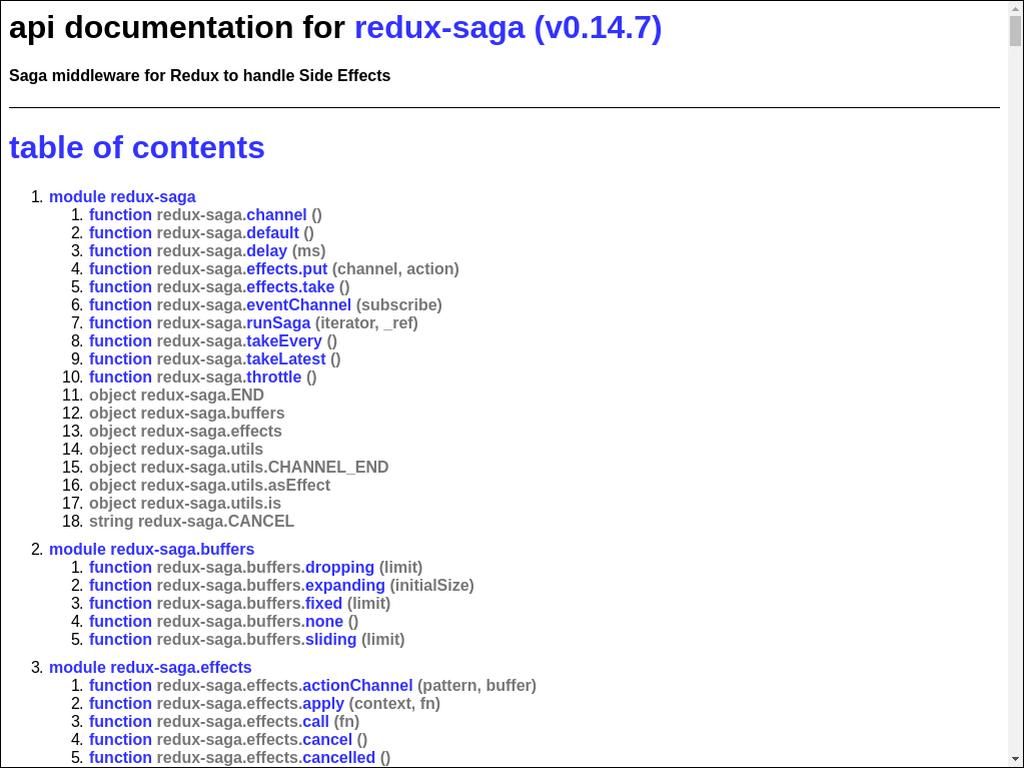 api documentation for redux-saga (v0.14.7)
Saga middleware for Redux to handle Side Effects
table of contents
1. module redux-saga
1. function redux-saga.channel ()
2. function redux-saga.default ()
3. function redux-saga.delay (ms)
4. function redux-saga.effects.put (channel, action)
5. function redux-saga.effects.take ()
6. function redux-saga.eventChannel (subscribe)
7. function redux-saga.runSaga (iterator, _ref)
8. function redux-saga.takeEvery ()
9. function redux-saga.takeLatest ()
10. function redux-saga.throttle ()
11. object redux-saga.END
12. object redux-saga.buffers
13. object redux-saga.effects
14. object redux-saga.utils
15. object redux-saga.utils.CHANNEL_END
16. object redux-saga.utils.asEffect
17. object redux-saga.utils.is
18. string redux-saga.CANCEL
2. module redux-saga.buffers
1. function redux-saga.buffers.dropping (limit)
2. function redux-saga.buffers.expanding (initialSize)
3. function redux-saga.buffers.fixed (limit)
4. function redux-saga.buffers.none ()
5. function redux-saga.buffers.sliding (limit)
3. module redux-saga.effects
1. function redux-saga.effects.actionChannel (pattern, buffer)
2. function redux-saga.effects.apply (context, fn)
3. function redux-saga.effects.call (fn)
4. function redux-saga.effects.cancel ()
5. function redux-saga.effects.cancelled ()